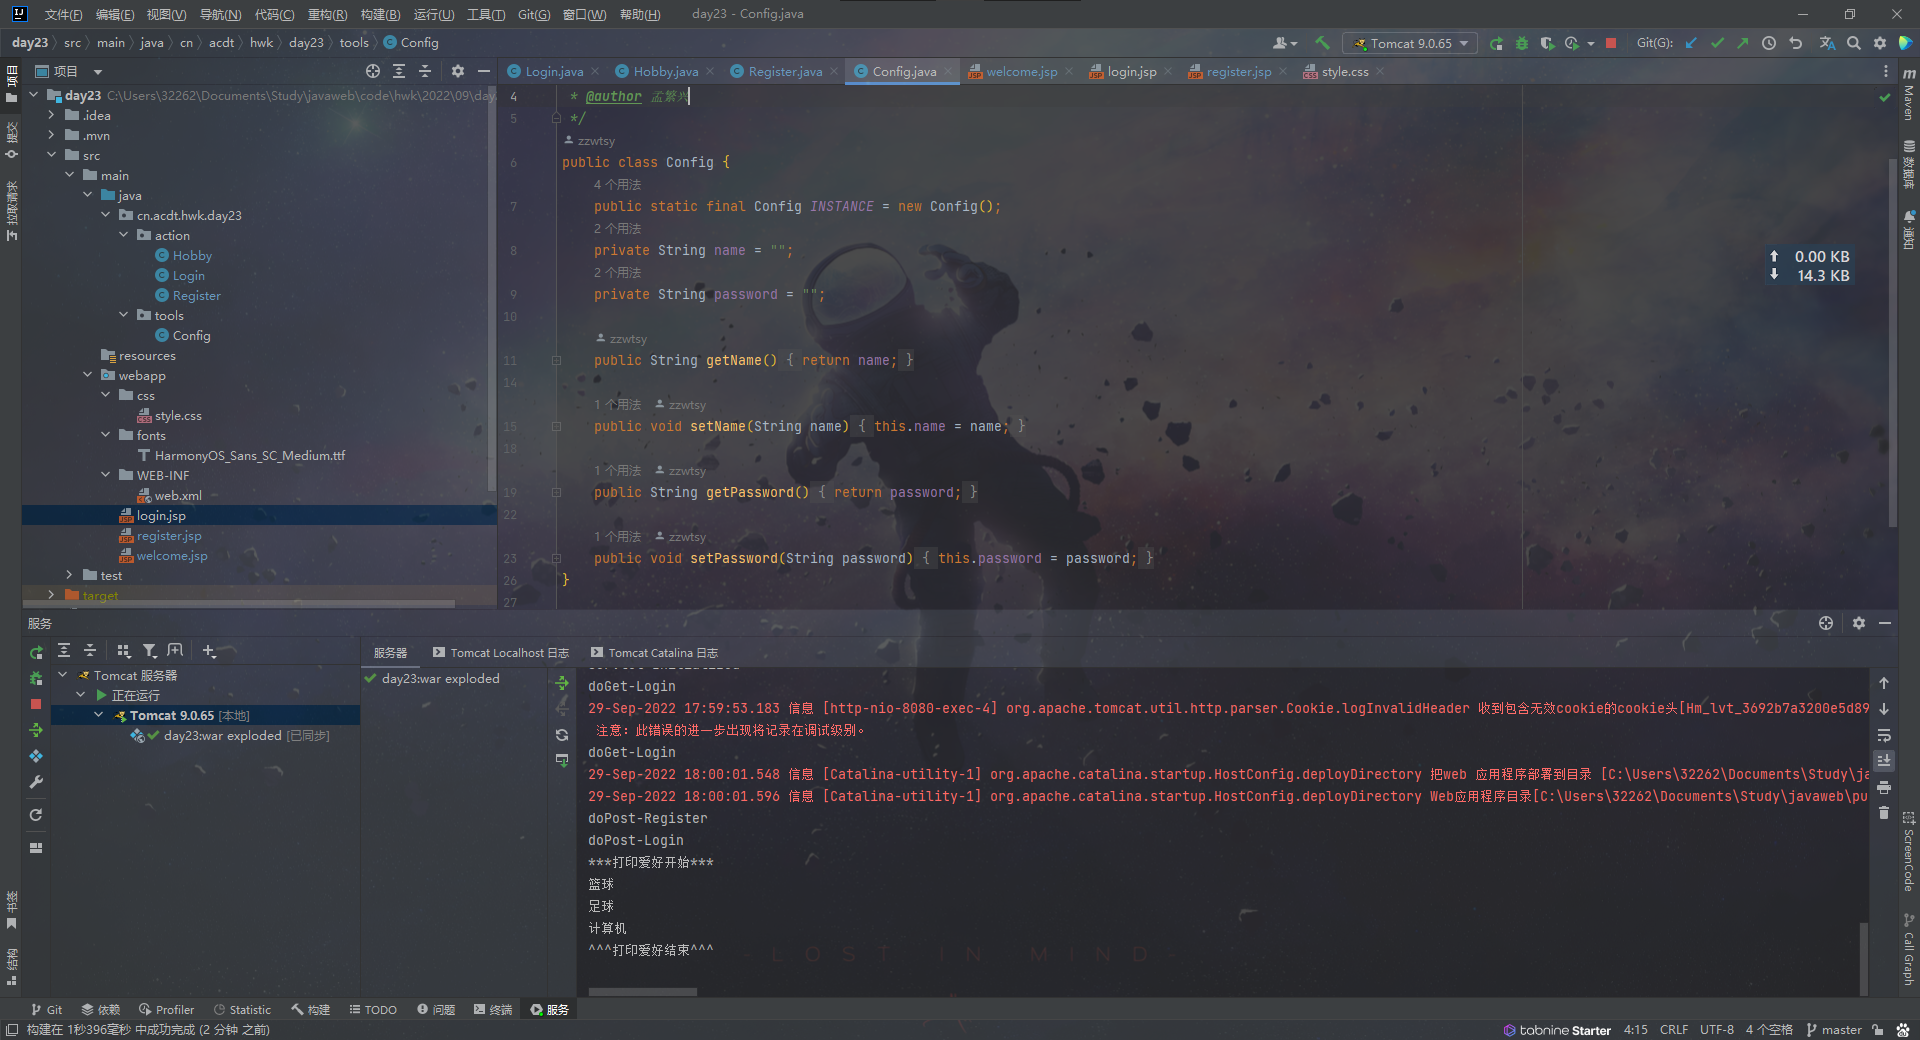 文件(F) 编辑(E) 视图(V) 导航(N) 代码(C) 重构(R) 构建(B) 运行(U) 工具(T) Git(G) 窗口(W) 帮助(H) day23 - Config.java
day23 src main java cn acdt hwk day23 tools Config Tomcat 9.0.65 Git(G):
项目 Login.java Hobby.java Register.java Config.java welcome.jsp login.jsp register.jsp style.css
项目
提交
拉取请求
书签
结构
day23 C:\Users\32262\Documents\Study\javaweb\code\hwk\2022\09\day
.idea
.mvn
src
main
java
cn.acdt.hwk.day23
action
Hobby
Login
Register
tools
Config
resources
webapp
css
style.css
fonts
HarmonyOS_Sans_SC_Medium.ttf
WEB-INF
web.xml
login.jsp
register.jsp
welcome.jsp
test
target
4 * @author 孟繁兴
5 */
zzwtsy
6 public class Config {
4 个用法
7 public static final Config INSTANCE = new Config();
2 个用法
8 private String name = "";
2 个用法
9 private String password = "";
10
zzwtsy
11 public String getName() { return name; }
14
1 个用法 zzwtsy
15 public void setName(String name) { this.name = name; }
18
1 个用法 zzwtsy
19 public String getPassword() { return password; }
22
1 个用法 zzwtsy
23 public void setPassword(String password) { this.password = password; }
26 }
27
0.00 KB
14.3 KB
Maven
数据库
通知
ScreenCode
Call Graph
服务
Tomcat 服务器
正在运行
Tomcat 9.0.65 [本地]
day23:war exploded [已同步]
服务器 Tomcat Localhost 日志 Tomcat Catalina 日志
day23:war exploded
doGet-Login
29-Sep-2022 17:59:53.183 信息 [http-nio-8080-exec-4] org.apache.tomcat.util.http.parser.Cookie.logInvalidHeader 收到包含无效cookie的cookie头[Hm_lvt_3692b7a3200e5d89
注意: 此错误的进一步出现将记录在调试级别。
doGet-Login
29-Sep-2022 18:00:01.548 信息 [Catalina-utility-1] org.apache.catalina.startup.HostConfig.deployDirectory 把web 应用程序部署到目录 [C:\Users\32262\Documents\Study\ja
29-Sep-2022 18:00:01.596 信息 [Catalina-utility-1] org.apache.catalina.startup.HostConfig.deployDirectory Web应用程序目录[C:\Users\32262\Documents\Study\javaweb\pu
doPost-Register
doPost-Login
***打印爱好开始***
篮球
足球
计算机
^^^打印爱好结束^^^
LOST IN MIND
Git 依赖 Profiler Statistic 构建 TODO 问题 终端 服务
构建在 1秒396毫秒 中成功完成 (2 分钟 之前) tabnine Starter 4:15 CRLF UTF-8 4 个空格 master